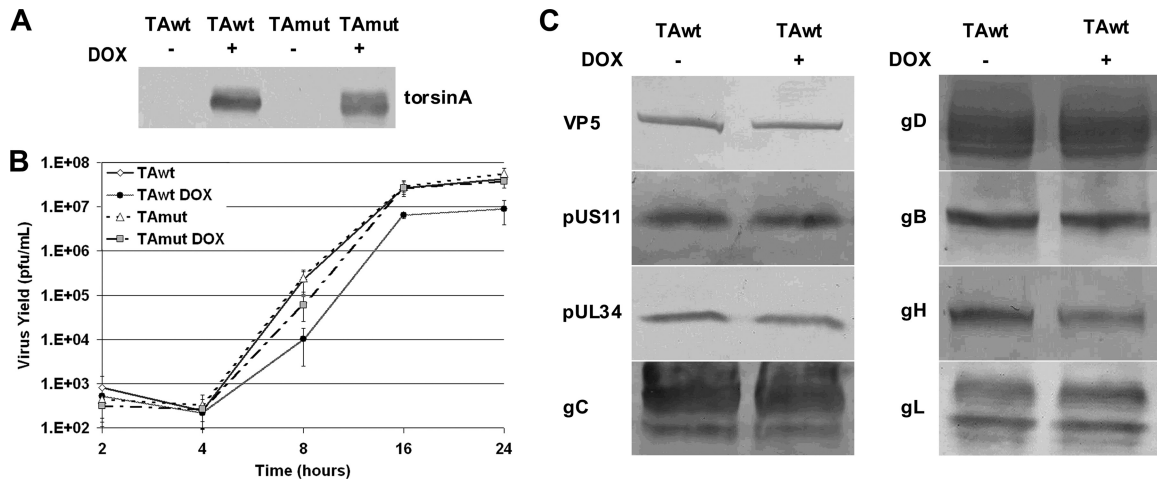 A
TAwt TAwt TAmut TAmut
DOX - + - +
torsinA
B
Virus Yield (pfu/mL)
1.E+08
1.E+07
1.E+06
1.E+05
1.E+04
1.E+03
1.E+02
TAwt
TAwt DOX
TAmut
TAmut DOX
2 4 8 16 24
Time (hours)
C
TAwt TAwt
DOX - +
VP5
pUS11
pUL34
gC
TAwt TAwt
DOX - +
gD
gB
gH
gL